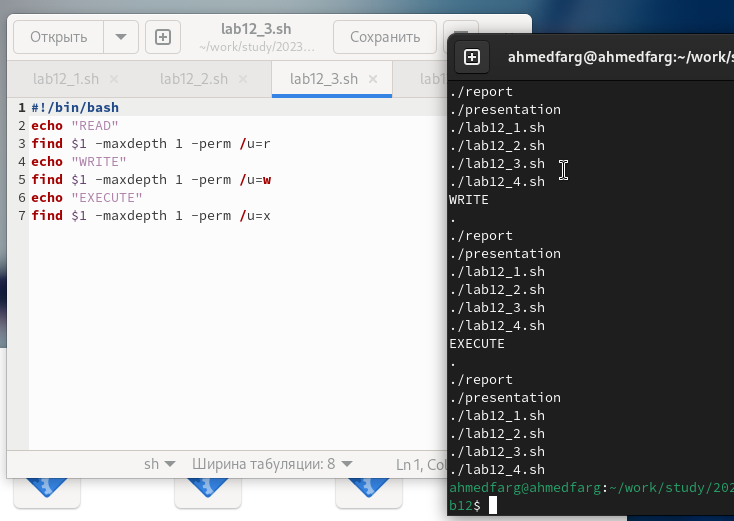 Открыть
lab12_3.sh
~/work/study/2023...
Сохранить
lab12_1.sh ×
lab12_2.sh ×
lab12_3.sh ×
1 #!/bin/bash
2 echo "READ"
3 find $1 -maxdepth 1 -perm /u=r
4 echo "WRITE"
5 find $1 -maxdepth 1 -perm /u=w
6 echo "EXECUTE"
7 find $1 -maxdepth 1 -perm /u=x
sh
Ширина табуляции: 8
Ln 1,
ahmedfarg@ahmedfarg:~/work/s
./report
./presentation
./lab12_1.sh
./lab12_2.sh
./lab12_3.sh
./lab12_4.sh
WRITE
.
./report
./presentation
./lab12_1.sh
./lab12_2.sh
./lab12_3.sh
./lab12_4.sh
EXECUTE
.
./report
./presentation
./lab12_1.sh
./lab12_2.sh
./lab12_3.sh
./lab12_4.sh
ahmedfarg@ahmedfarg:~/work/study/202
b12$